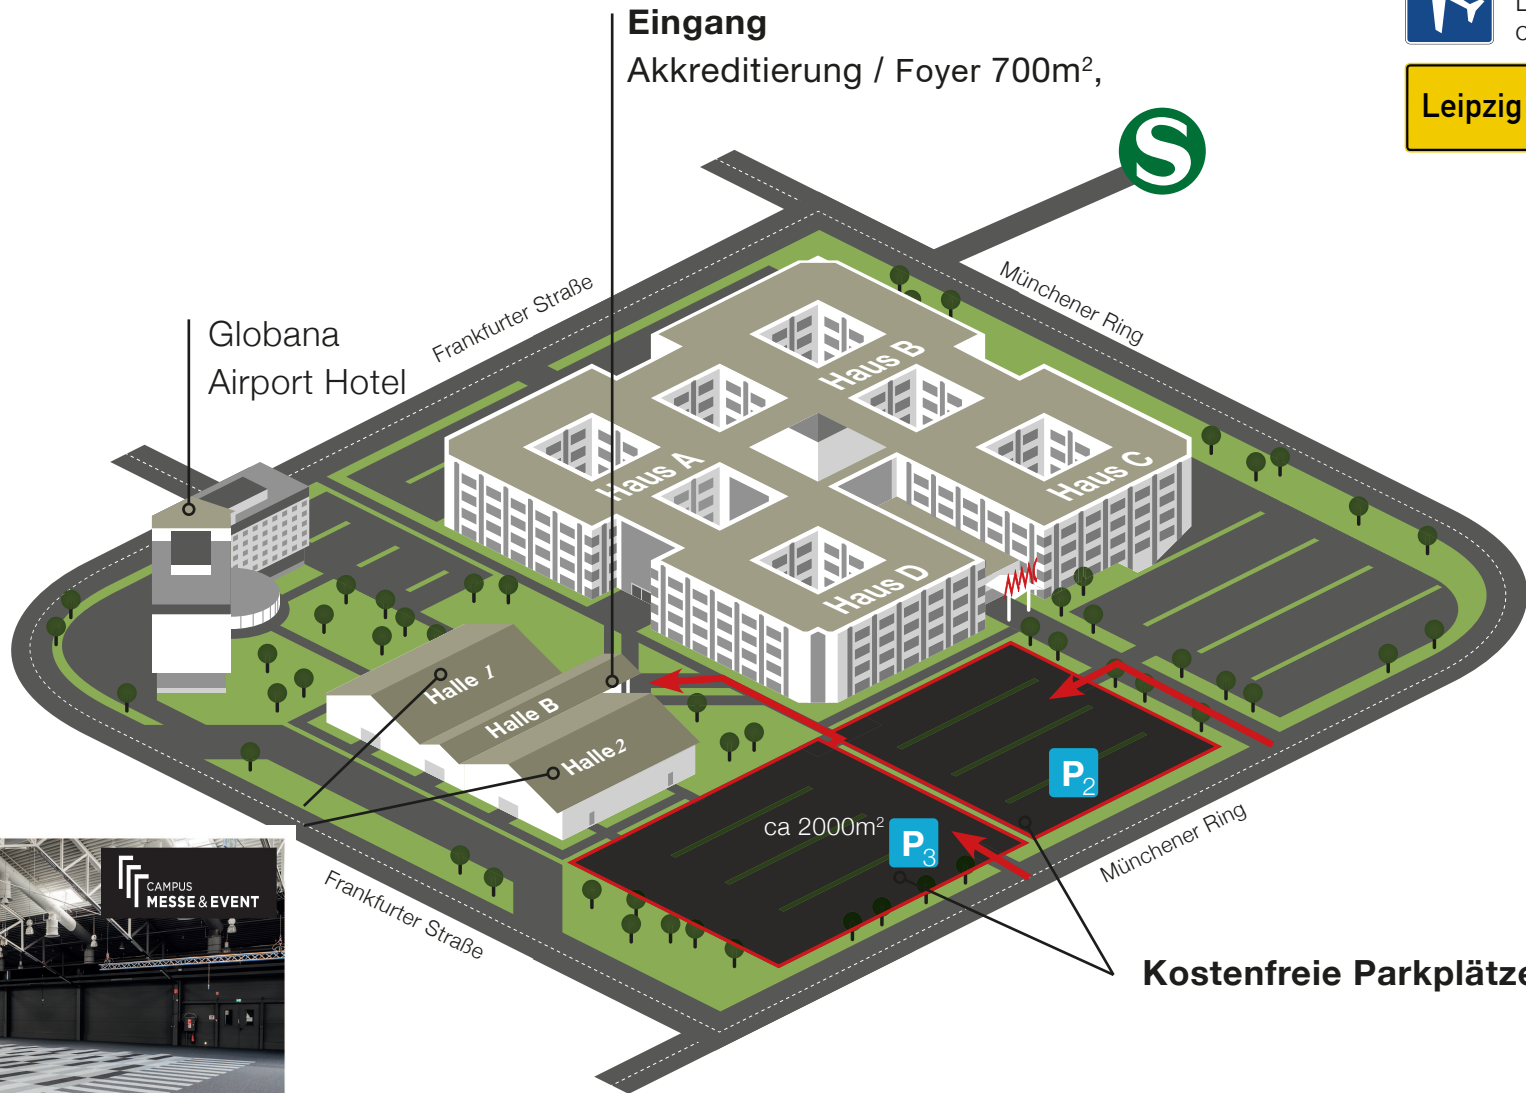 Eingang
Akkreditierung / Foyer 700m²,
Leipzig
S
Münchener Ring
Frankfurter Straße
Globana
Airport Hotel
Haus B
Haus A
Haus C
Haus D
Halle 1
Halle B
Halle 2
P2
ca 2000m²
P3
Münchener Ring
CAMPUS
MESSE & EVENT
Frankfurter Straße
Kostenfreie Parkplätze